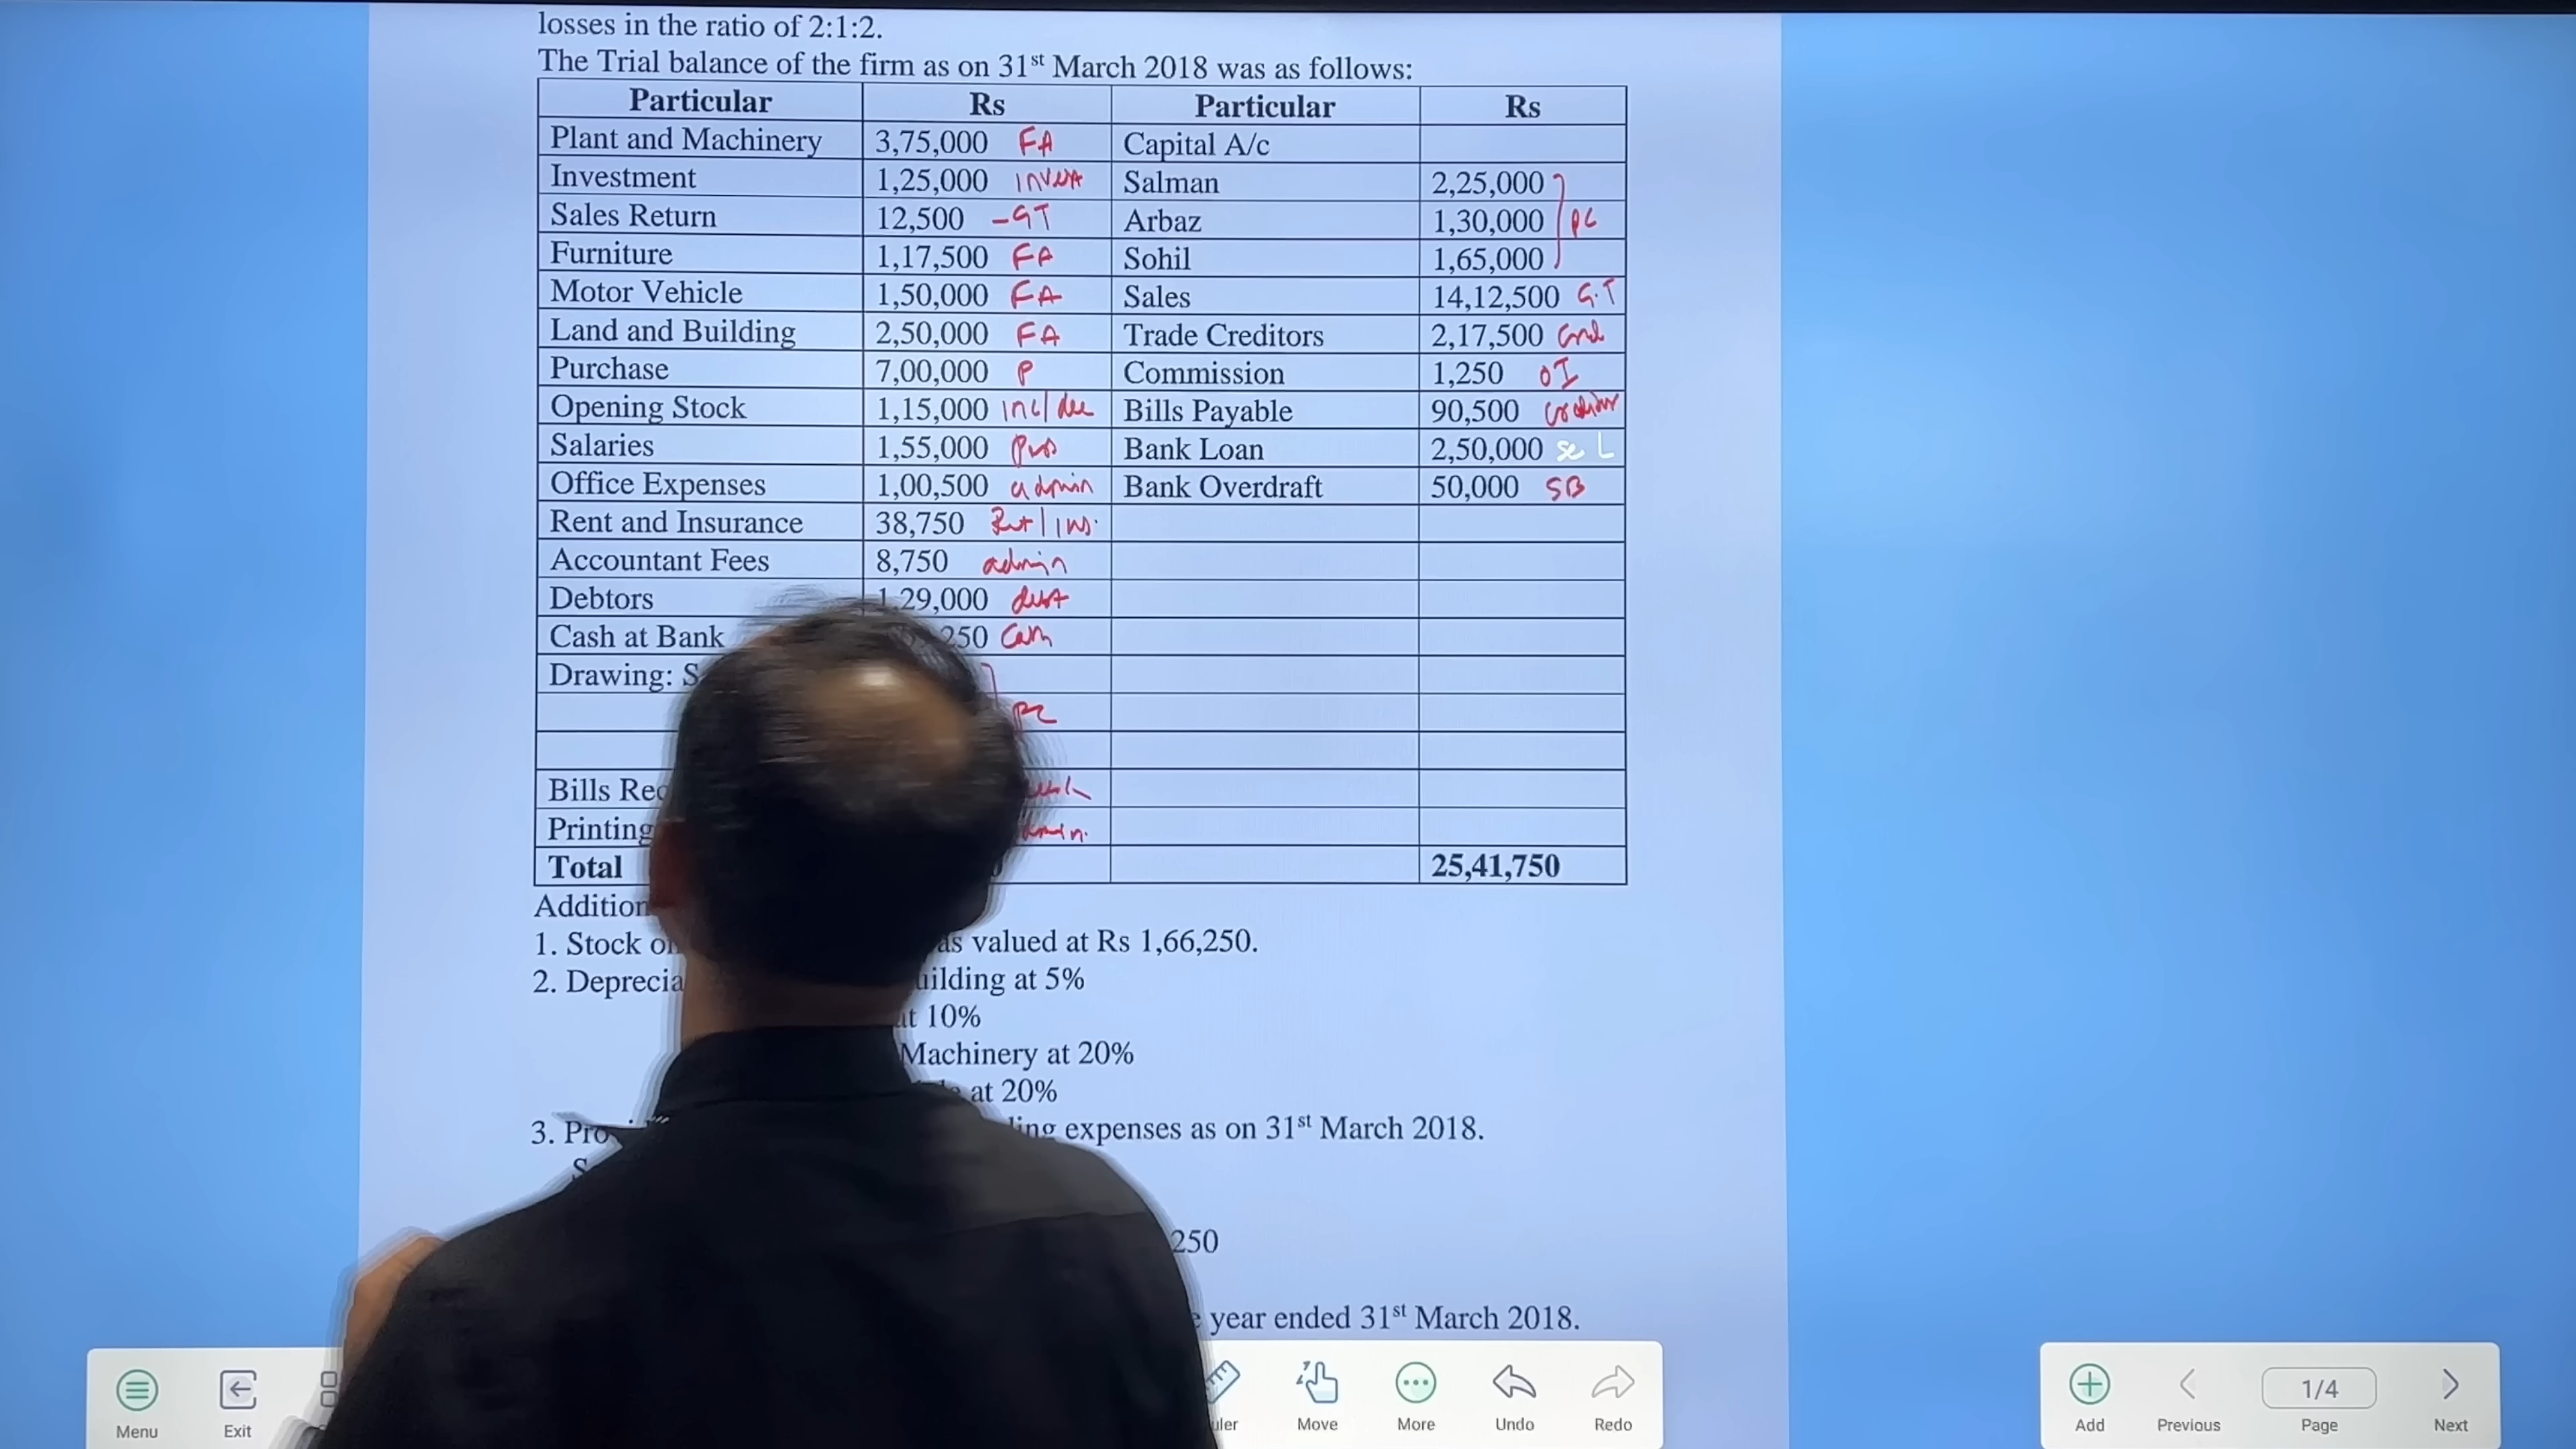 losses in the ratio of 2:1:2.
The Trial balance of the firm as on 31st March 2018 was as follows:
Particular Rs Particular Rs
Plant and Machinery 3,75,000 FA Capital A/c
Investment 1,25,000 Salman 2,25,000
Sales Return 12,500 -GT Arbaz 1,30,000 PC
Furniture 1,17,500 FA Sohil 1,65,000
Motor Vehicle 1,50,000 FA Sales 14,12,500 G.T
Land and Building 2,50,000 FA Trade Creditors 2,17,500
Purchase 7,00,000 P Commission 1,250 OI
Opening Stock 1,15,000 inc/dec Bills Payable 90,500
Salaries 1,55,000 Bank Loan 2,50,000 se L
Office Expenses 1,00,500 admin Bank Overdraft 50,000 SB
Rent and Insurance 38,750
Accountant Fees 8,750 admin
Debtors 1,29,000
Cash at Bank 250
Drawing:
PC
Bills
Printing
Total 25,41,750
1. Stock valued at Rs 1,66,250.
2. at 5%
at 10%
Machinery at 20%
at 20%
3. expenses as on 31st March 2018.
250
year ended 31st March 2018.
Menu Exit Move More Undo Redo Add Previous 1/4 Page Next